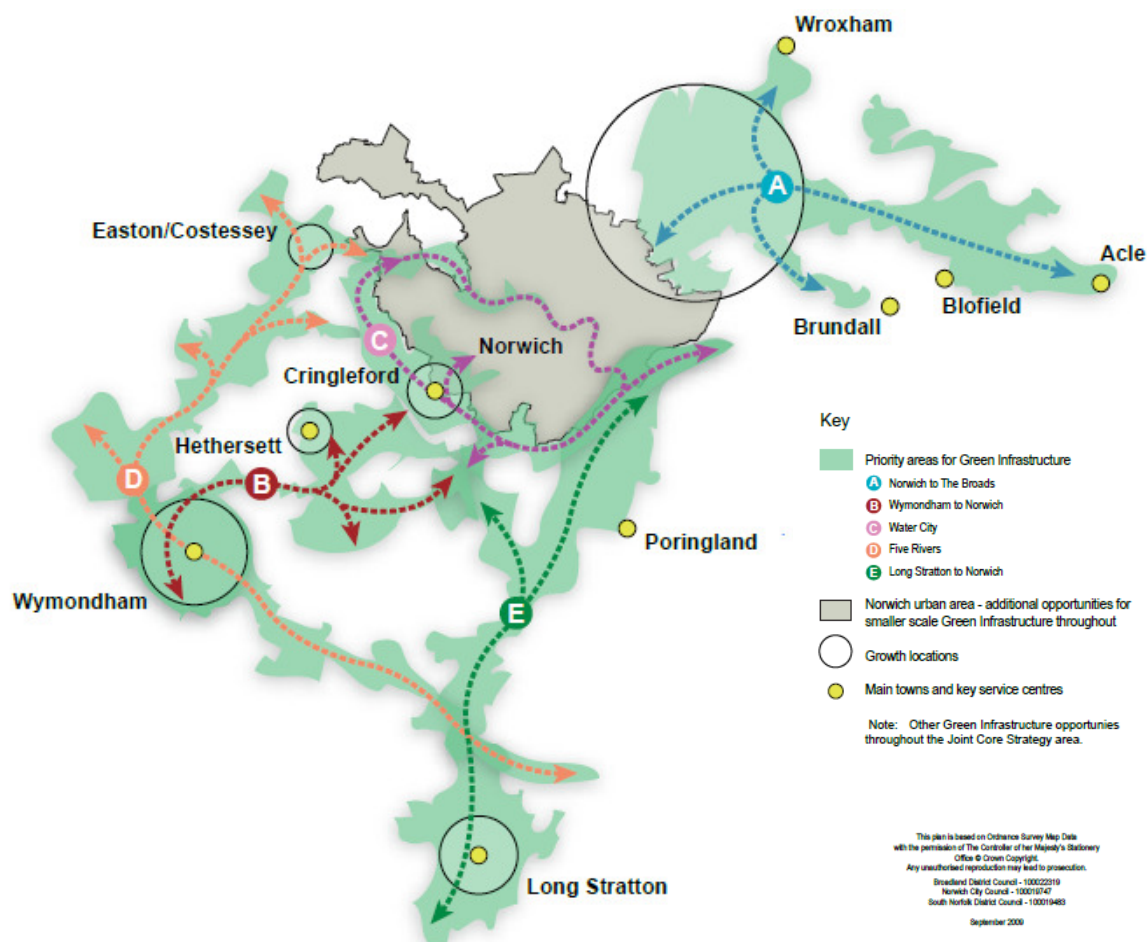 Wroxham
A
Easton/Costessey
Acle
Blofield
Brundall
C
Norwich
Cringleford
Hethersett
D
B
Poringland
Wymondham
E
Long Stratton
Key
Priority areas for Green Infrastructure
A Norwich to The Broads
B Wymondham to Norwich
C Water City
D Five Rivers
E Long Stratton to Norwich
Norwich urban area - additional opportunities for
smaller scale Green Infrastructure throughout
Growth locations
Main towns and key service centres
Note: Other Green Infrastructure opportunies
throughout the Joint Core Strategy area.
This plan is based on Ordnance Survey Map Data
with the permission of The Controller of her Majesty's Stationery
Office © Crown Copyright.
Any unauthorised reproduction may lead to prosecution.
Broadland District Council - 100022319
Norwich City Council - 100019747
South Norfolk District Council - 100019483
September 2009